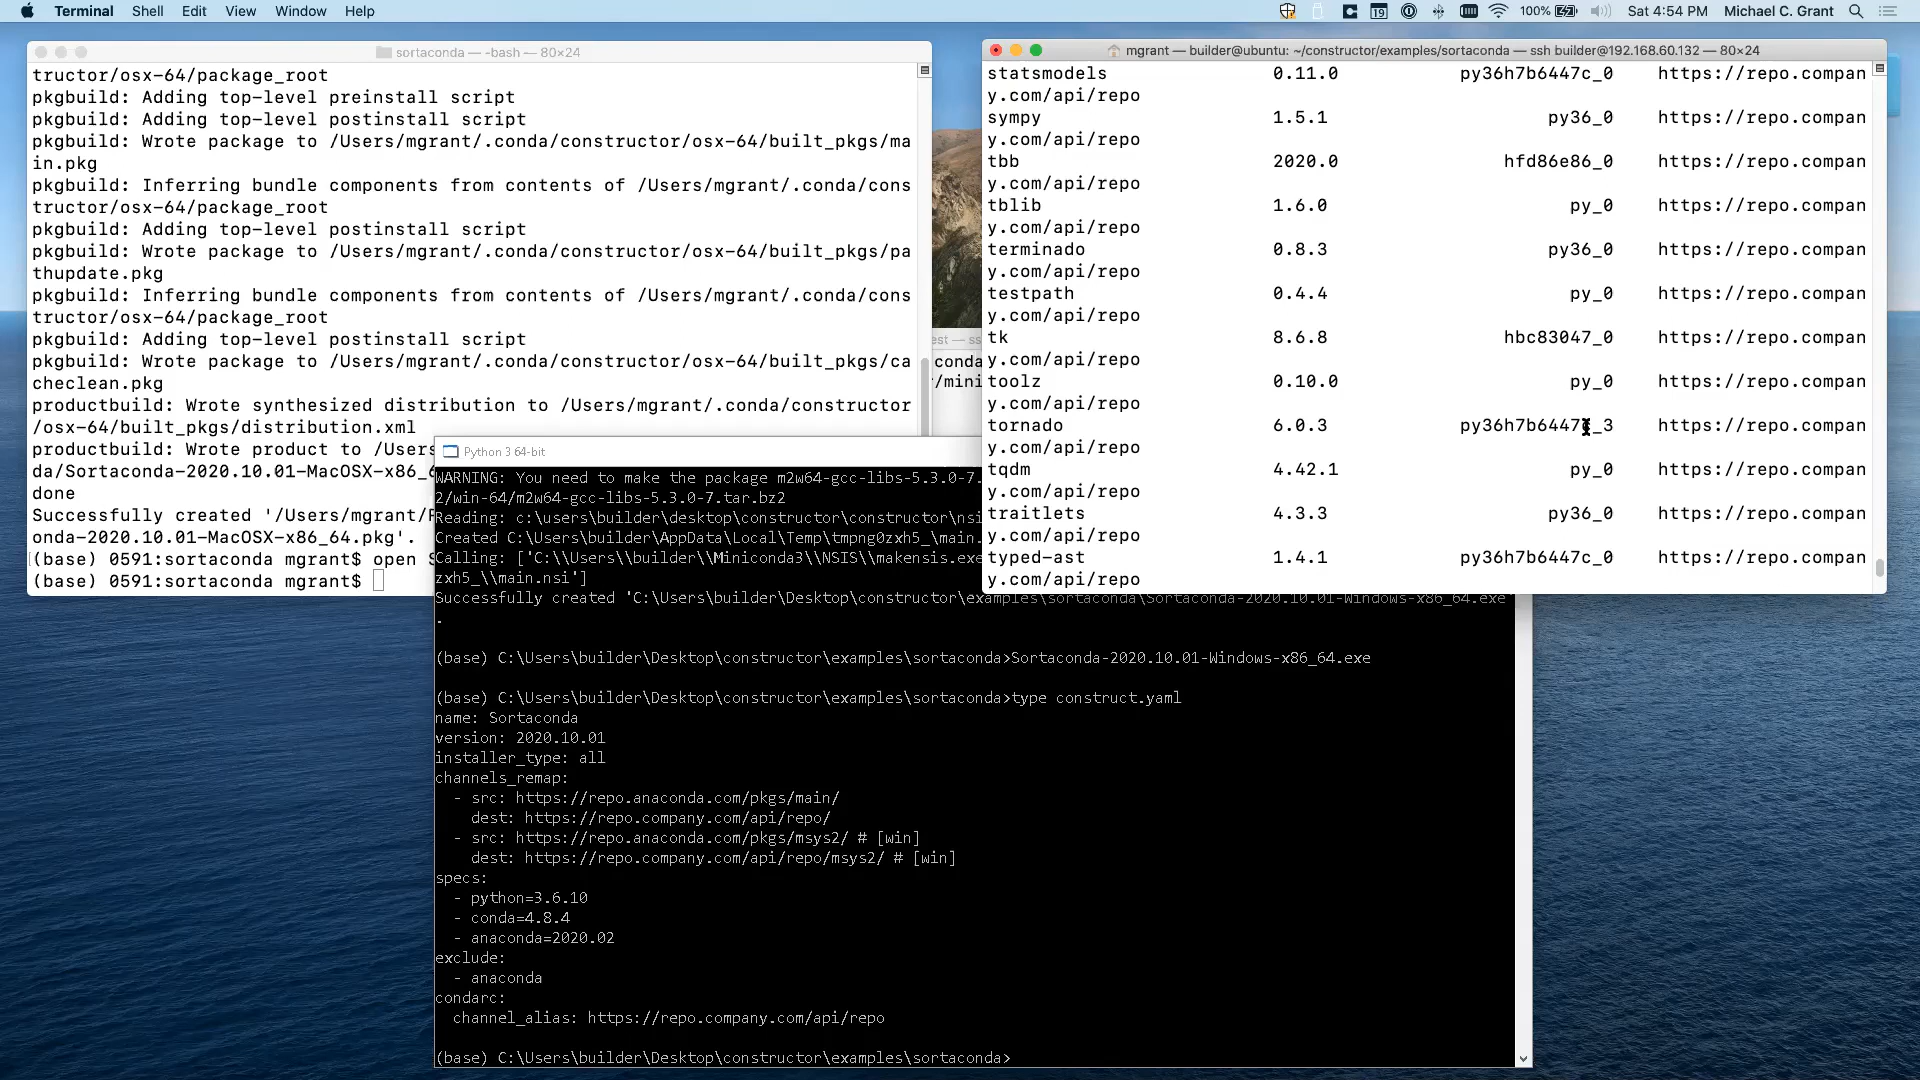 Terminal Shell Edit View Window Help
19 100% Sat 4:54 PM Michael C. Grant
sortaconda — -bash — 80×24
tructor/osx-64/package_root
pkgbuild: Adding top-level preinstall script
pkgbuild: Adding top-level postinstall script
pkgbuild: Wrote package to /Users/mgrant/.conda/constructor/osx-64/built_pkgs/ma
in.pkg
pkgbuild: Inferring bundle components from contents of /Users/mgrant/.conda/cons
tructor/osx-64/package_root
pkgbuild: Adding top-level postinstall script
pkgbuild: Wrote package to /Users/mgrant/.conda/constructor/osx-64/built_pkgs/pa
thupdate.pkg
pkgbuild: Inferring bundle components from contents of /Users/mgrant/.conda/cons
tructor/osx-64/package_root
pkgbuild: Adding top-level postinstall script
pkgbuild: Wrote package to /Users/mgrant/.conda/constructor/osx-64/built_pkgs/ca
checlean.pkg
productbuild: Wrote synthesized distribution to /Users/mgrant/.conda/constructor
/osx-64/built_pkgs/distribution.xml
productbuild: Wrote product to /Users
da/Sortaconda-2020.10.01-MacOSX-x86_6
done
Successfully created '/Users/mgrant/
onda-2020.10.01-MacOSX-x86_64.pkg'.
(base) 0591:sortaconda mgrant$ open
(base) 0591:sortaconda mgrant$
mgrant — builder@ubuntu: ~/constructor/examples/sortaconda — ssh builder@192.168.60.132 — 80×24
statsmodels 0.11.0 py36h7b6447c_0 https://repo.compan
y.com/api/repo
sympy 1.5.1 py36_0 https://repo.compan
y.com/api/repo
tbb 2020.0 hfd86e86_0 https://repo.compan
y.com/api/repo
tblib 1.6.0 py_0 https://repo.compan
y.com/api/repo
terminado 0.8.3 py36_0 https://repo.compan
y.com/api/repo
testpath 0.4.4 py_0 https://repo.compan
y.com/api/repo
tk 8.6.8 hbc83047_0 https://repo.compan
y.com/api/repo
toolz 0.10.0 py_0 https://repo.compan
y.com/api/repo
tornado 6.0.3 py36h7b6447c_3 https://repo.compan
y.com/api/repo
tqdm 4.42.1 py_0 https://repo.compan
y.com/api/repo
traitlets 4.3.3 py36_0 https://repo.compan
y.com/api/repo
typed-ast 1.4.1 py36h7b6447c_0 https://repo.compan
y.com/api/repo
est — ss
conda
/mini
Python 3 64-bit
WARNING: You need to make the package m2w64-gcc-libs-5.3.0-7.
2/win-64/m2w64-gcc-libs-5.3.0-7.tar.bz2
Reading: c:\users\builder\desktop\constructor\constructor\nsi
Created C:\Users\builder\AppData\Local\Temp\tmpng0zxh5_\main.
Calling: ['C:\\Users\\builder\\Miniconda3\\NSIS\\makensis.exe
zxh5_\\main.nsi']
Successfully created 'C:\Users\builder\Desktop\constructor\examples\sortaconda\Sortaconda-2020.10.01-Windows-x86_64.exe'
.
(base) C:\Users\builder\Desktop\constructor\examples\sortaconda>Sortaconda-2020.10.01-Windows-x86_64.exe
(base) C:\Users\builder\Desktop\constructor\examples\sortaconda>type construct.yaml
name: Sortaconda
version: 2020.10.01
installer_type: all
channels_remap:
- src: https://repo.anaconda.com/pkgs/main/
dest: https://repo.company.com/api/repo/
- src: https://repo.anaconda.com/pkgs/msys2/ # [win]
dest: https://repo.company.com/api/repo/msys2/ # [win]
specs:
- python=3.6.10
- conda=4.8.4
- anaconda=2020.02
exclude:
- anaconda
condarc:
channel_alias: https://repo.company.com/api/repo
(base) C:\Users\builder\Desktop\constructor\examples\sortaconda>